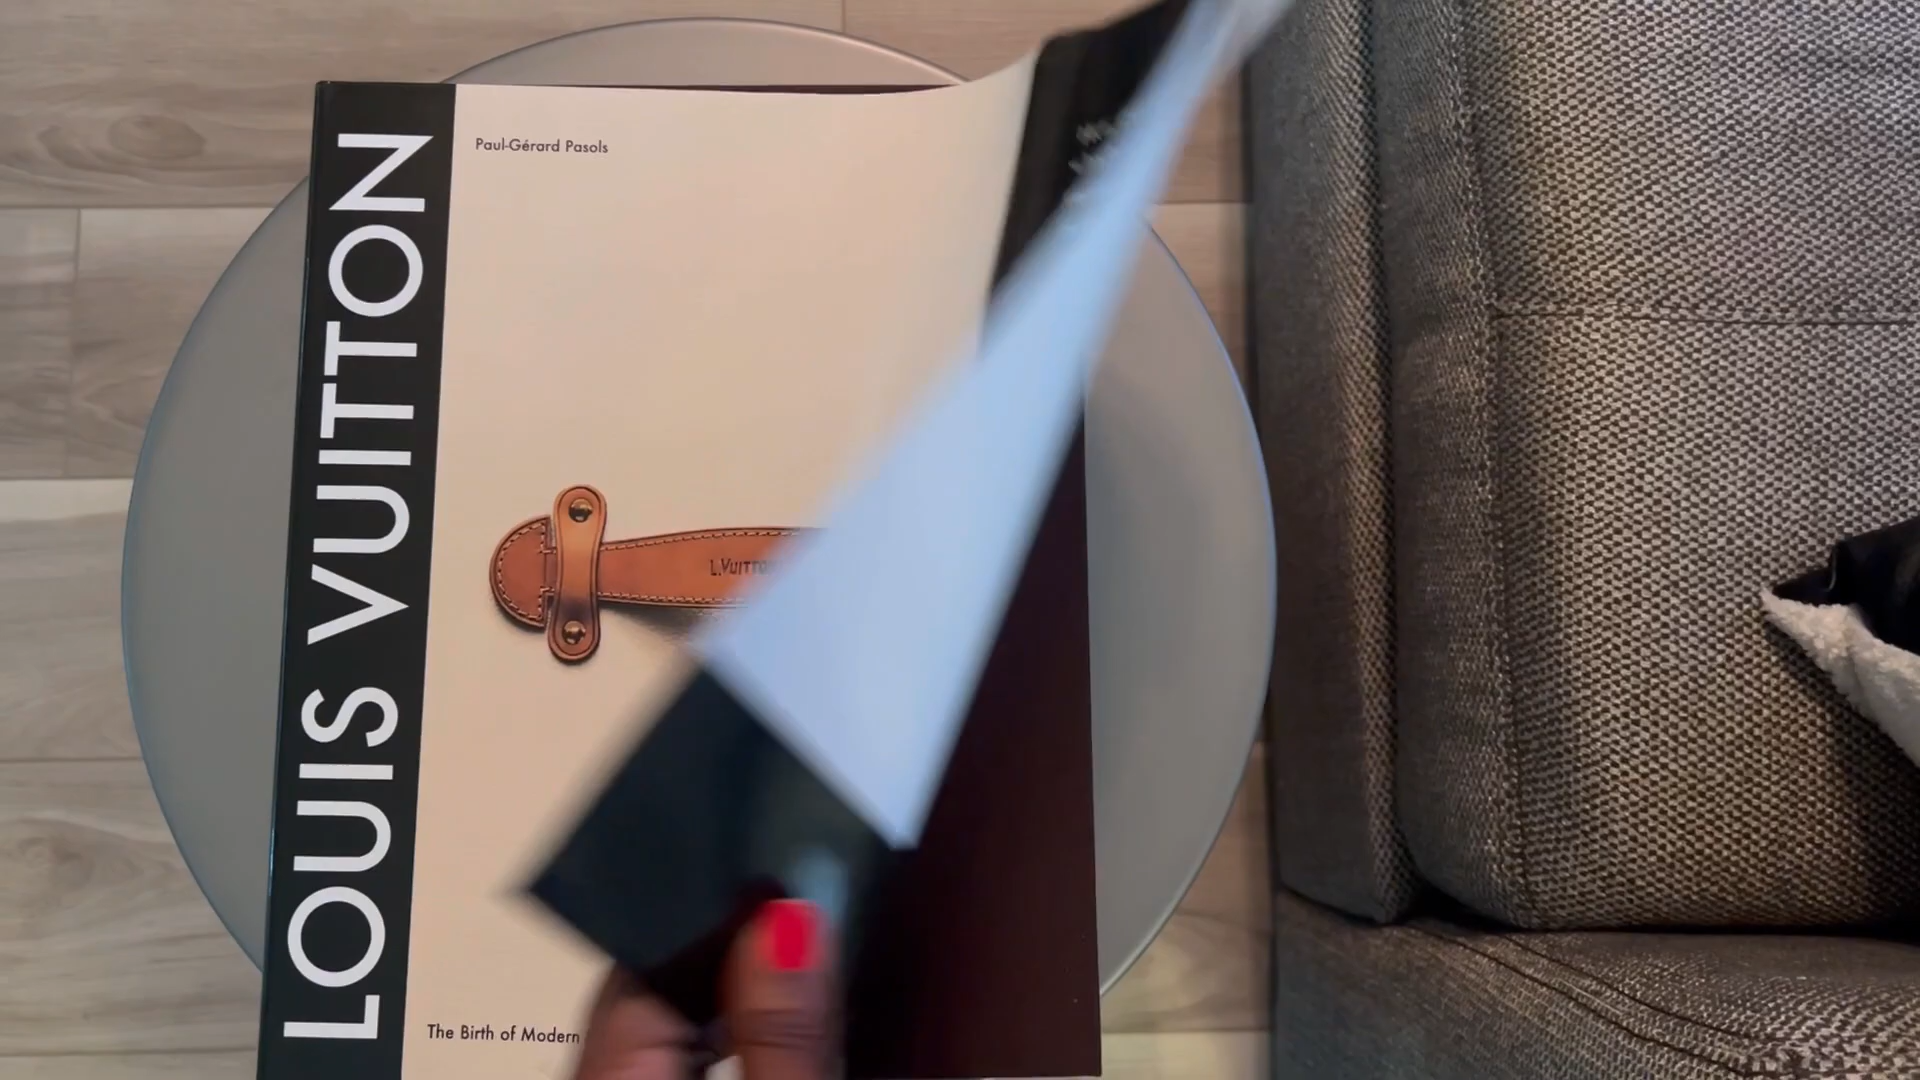 LOUIS VUITTON
Paul-Gérard Pasols
L.VUITTO
The Birth of Modern